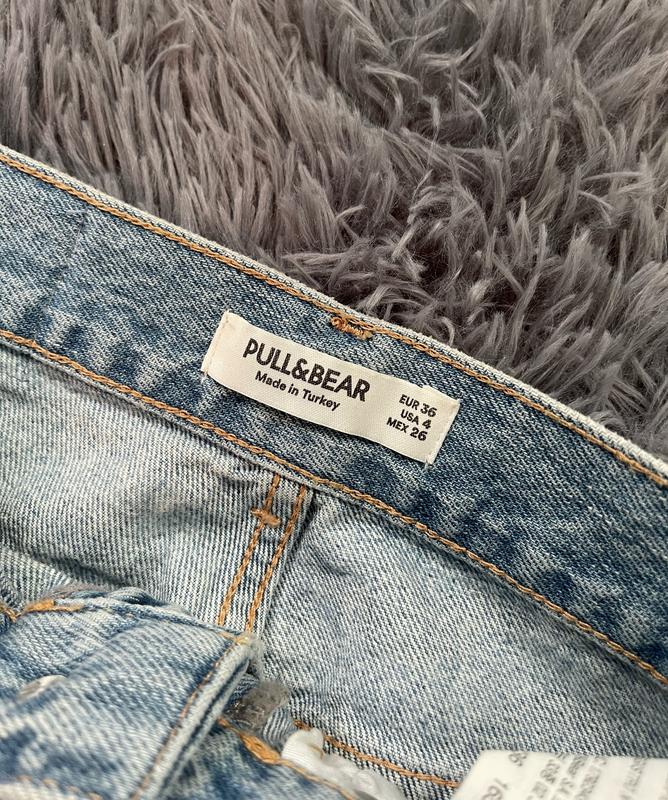 PULL&BEAR
Made in Turkey
EUR 36
USA 4
MEX 26